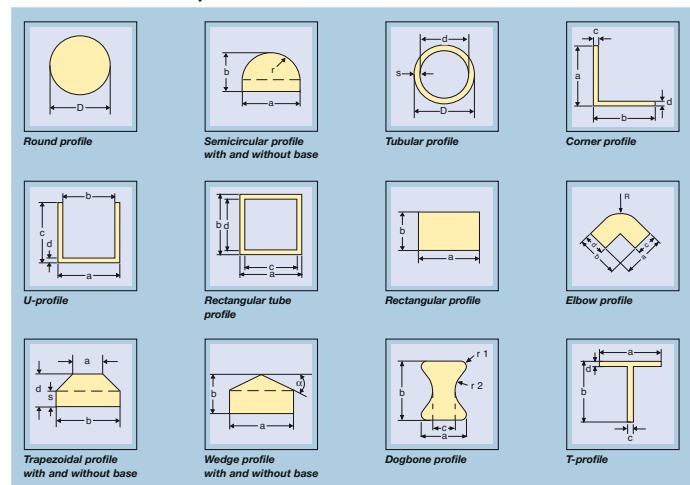 D
Round profile
b
r
a
Semicircular profile
with and without base
d
s
D
Tubular profile
c
a
d
b
Corner profile
b
c
d
a
U-profile
b
d
c
a
Rectangular tube
profile
b
a
Rectangular profile
R
d
b
c
a
Elbow profile
a
d
s
b
Trapezoidal profile
with and without base
b
α
a
Wedge profile
with and without base
r 1
b
r 2
c
a
Dogbone profile
a
d
b
c
T-profile